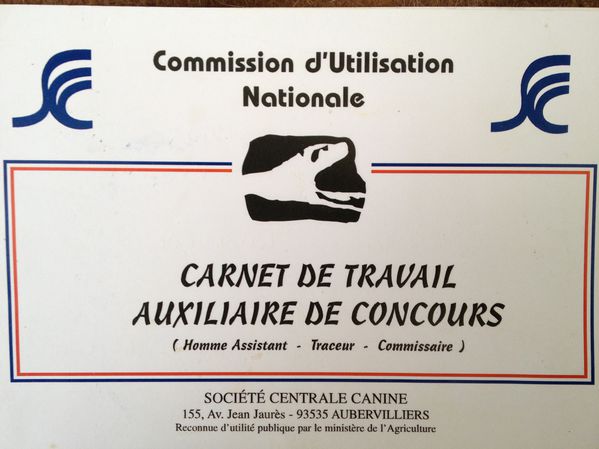 Commission d'Utilisation
Nationale
CARNET DE TRAVAIL
AUXILIAIRE DE CONCOURS
( Homme Assistant - Traceur - Commissaire )
SOCIÉTÉ CENTRALE CANINE
155, Av. Jean Jaurès - 93535 AUBERVILLIERS
Reconnue d'utilité publique par le ministère de l'Agriculture